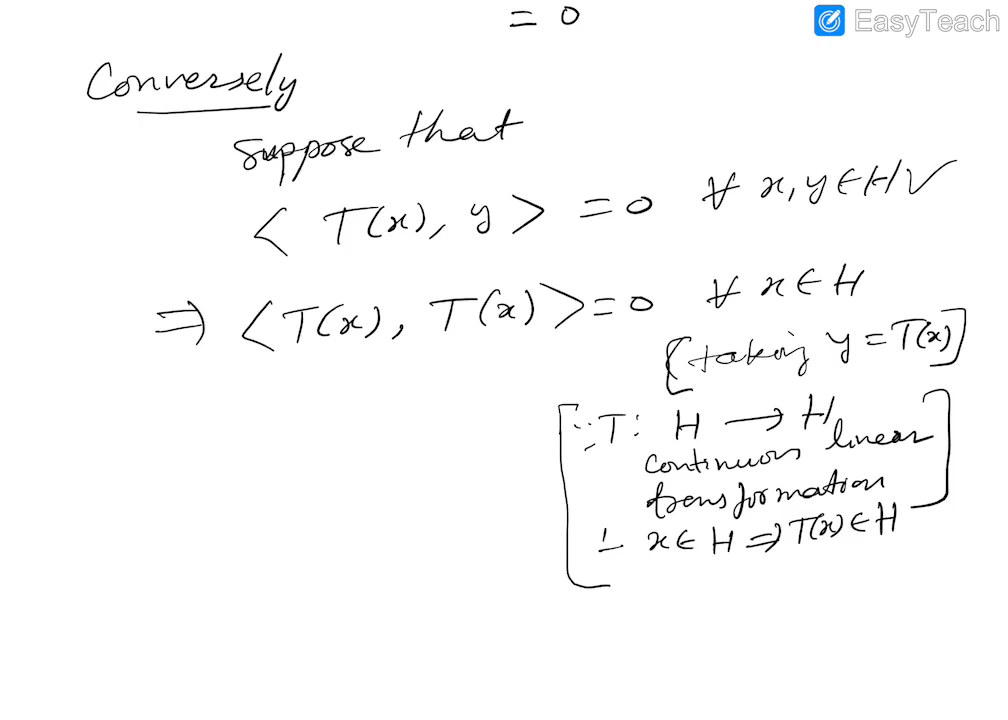 = 0
EasyTeach
Conversely
suppose that
< T(x), y > = 0 ∀ x, y ∈ H ✓
⇒ < T(x), T(x) > = 0 ∀ x ∈ H
[taking y = T(x)]
[∵ T: H → H
continuous linear
transformation]
∴ x ∈ H ⇒ T(x) ∈ H